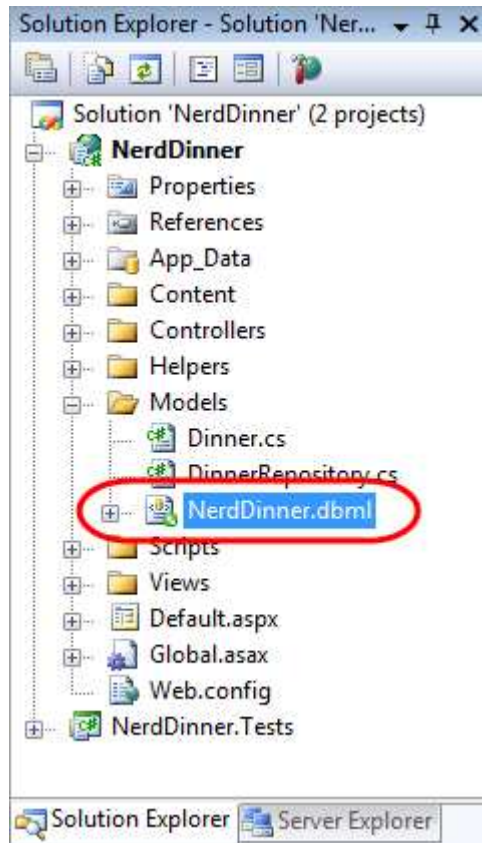 Solution Explorer - Solution 'Ner...
Solution 'NerdDinner' (2 projects)
NerdDinner
Properties
References
App_Data
Content
Controllers
Helpers
Models
Dinner.cs
DinnerRepository.cs
NerdDinner.dbml
Scripts
Views
Default.aspx
Global.asax
Web.config
NerdDinner.Tests
Solution Explorer Server Explorer